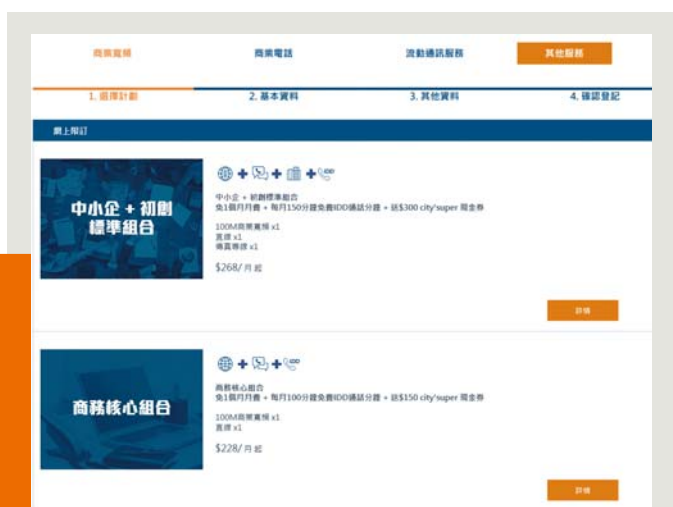 商業寬頻
商業電話
流動通訊服務
其他服務
1. 選擇計劃
2. 基本資料
3. 其他資料
4. 確認登記
網上限訂
中小企 + 初創
標準組合
中小企 + 初創標準組合
免1個月月費 + 每月150分鐘免費IDD通話分鐘 + 送$300 city'super 現金券
100M商業寬頻 x1
直線 x1
傳真專線 x1
$268/ 月 起
詳情
商務核心組合
商務核心組合
免1個月月費 + 每月100分鐘免費IDD通話分鐘 + 送$150 city'super 現金券
100M商業寬頻 x1
直線 x1
$228/ 月 起
詳情